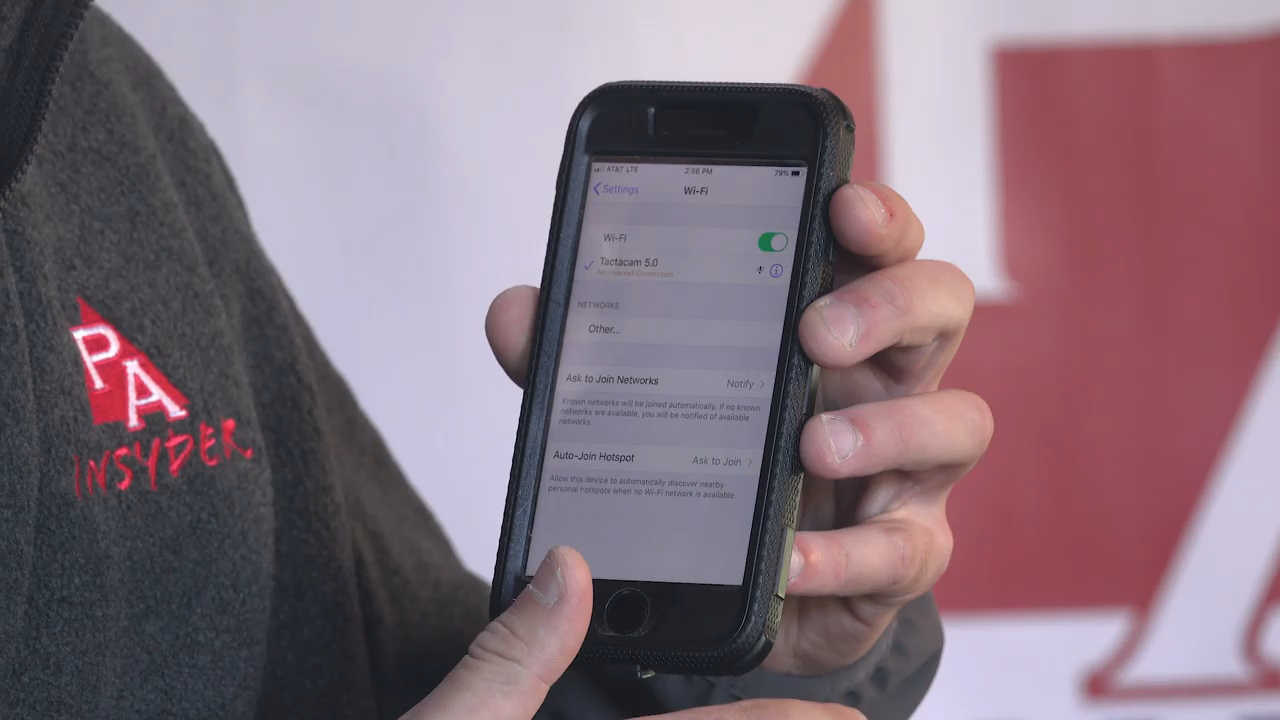 PA
INSYDER
AT&T LTE 2:56 PM 79%
Settings Wi-Fi
Wi-Fi
Tactacam 5.0
No Internet Connection
NETWORKS
Other...
Ask to Join Networks Notify
Known networks will be joined automatically. If no known
networks are available, you will be notified of available
networks.
Auto-Join Hotspot Ask to Join
Allow this device to automatically discover nearby
personal hotspots when no Wi-Fi network is available.